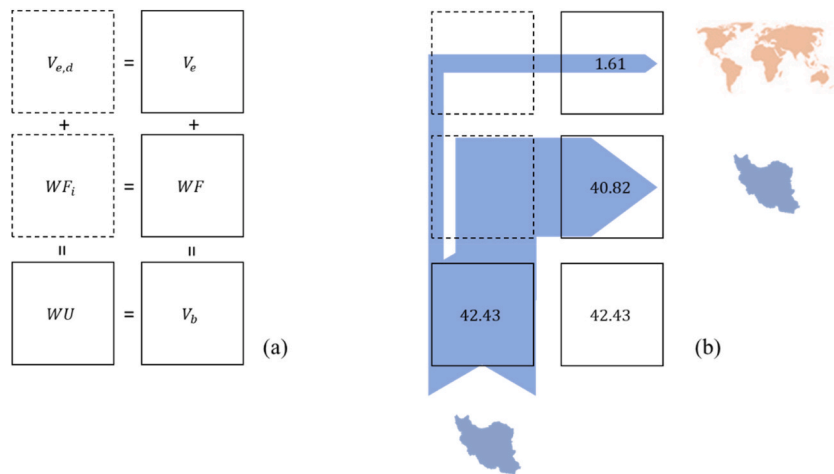 V_{e,d} = V_e
+ +
WF_i = WF
= =
WU = V_b
(a)
1.61
40.82
42.43 42.43
(b)